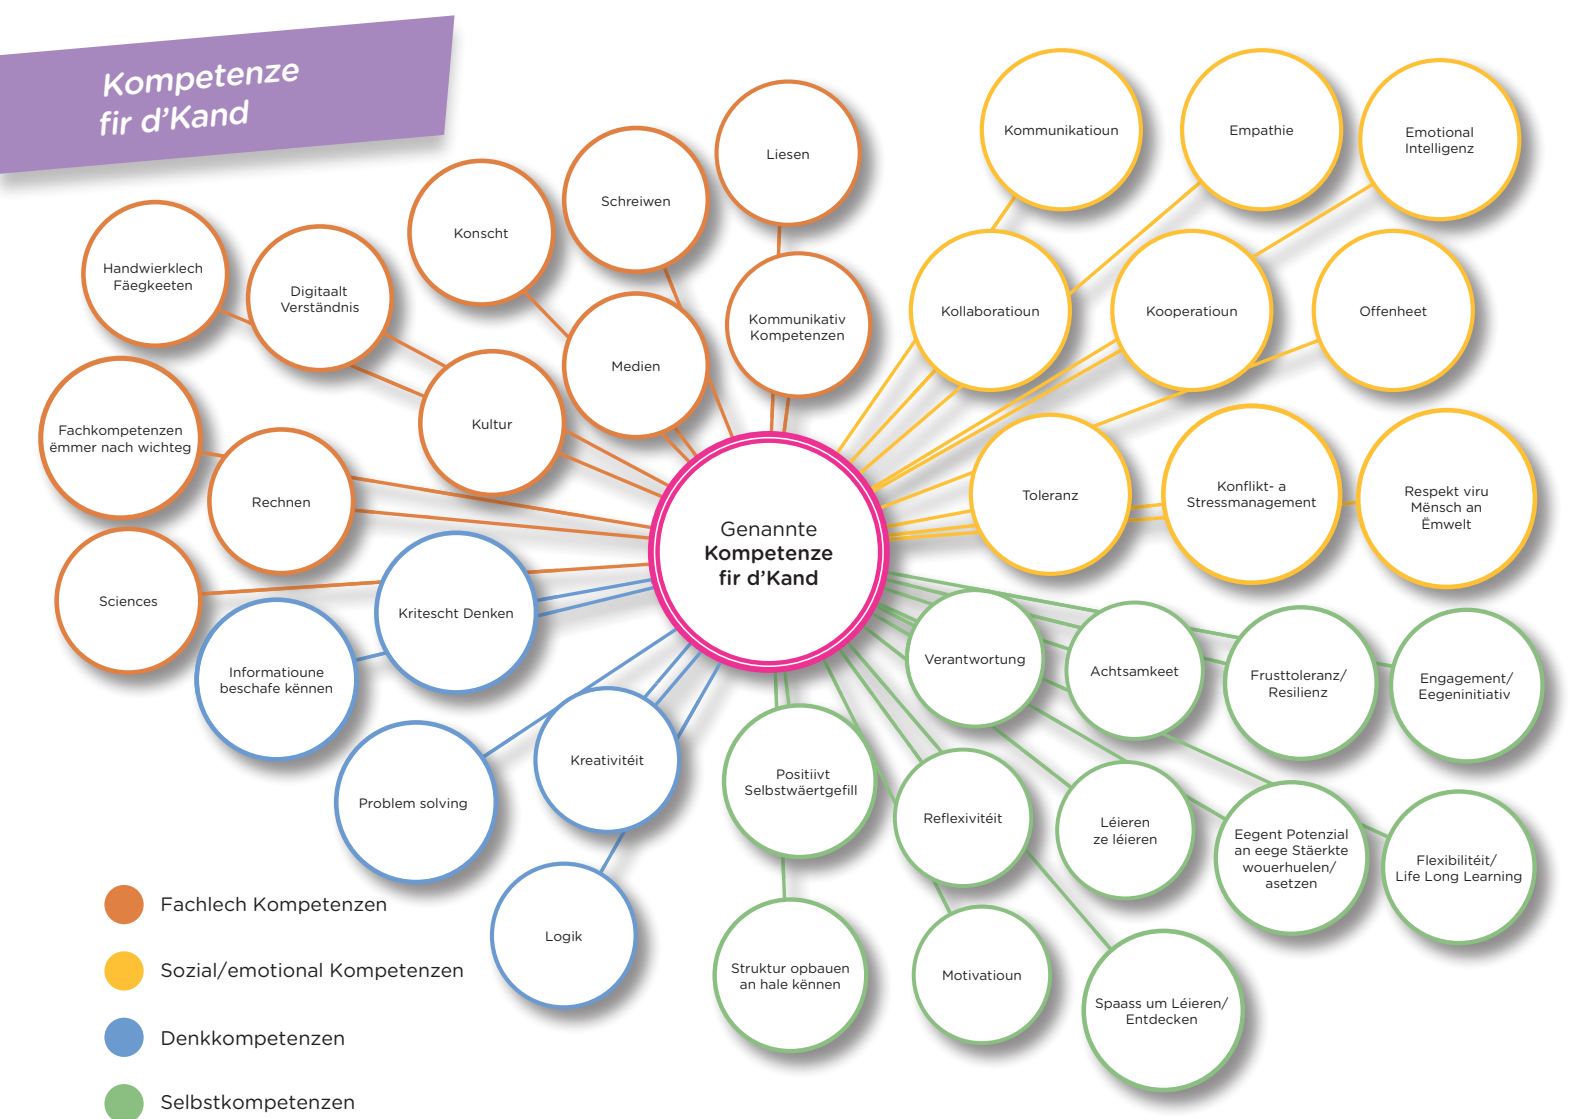 Kompetenze
fir d'Kand
Liesen
Schreiwen
Konscht
Handwierklech
Fäegkeeten
Digitaalt
Verständnis
Kommunikativ
Kompetenzen
Medien
Kultur
Fachkompetenzen
ëmmer nach wichteg
Rechnen
Sciences
Kommunikatioun
Empathie
Emotional
Intelligenz
Kollaboratioun
Kooperatioun
Offenheet
Toleranz
Konflikt- a
Stressmanagement
Respekt viru
Mënsch an
Ëmwelt
Genannte
Kompetenze
fir d'Kand
Kritescht Denken
Informatioune
beschafe kënnen
Problem solving
Kreativitéit
Logik
Verantwortung
Achtsamkeet
Frusttoleranz/
Resilienz
Engagement/
Eegeninitiativ
Positiivt
Selbstwäertgefill
Reflexivitéit
Léieren
ze léieren
Eegent Potenzial
an eege Stäerkte
wouerhuelen/
asetzen
Flexibilitéit/
Life Long Learning
Struktur opbauen
an hale kënnen
Motivatioun
Spaass um Léieren/
Entdecken
Fachlech Kompetenzen
Sozial/emotional Kompetenzen
Denkkompetenzen
Selbstkompetenzen